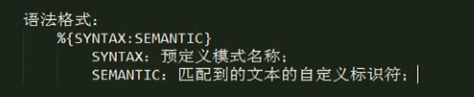 语法格式：
%{SYNTAX:SEMANTIC}
SYNTAX：预定义模式名称；
SEMANTIC：匹配到的文本的自定义标识符；